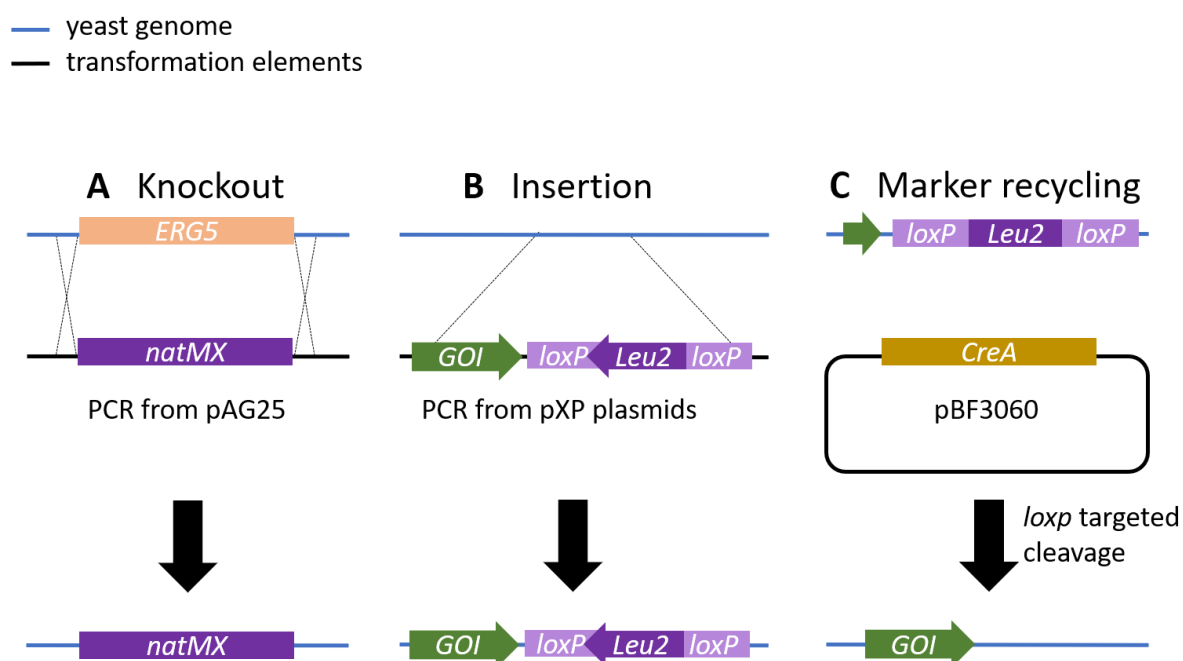 yeast genome
transformation elements
A Knockout
B Insertion
C Marker recycling
ERG5
loxP Leu2 loxP
natMX
GOI loxP Leu2 loxP
CreA
PCR from pAG25
PCR from pXP plasmids
pBF3060
loxp targeted
cleavage
natMX
GOI loxP Leu2 loxP
GOI